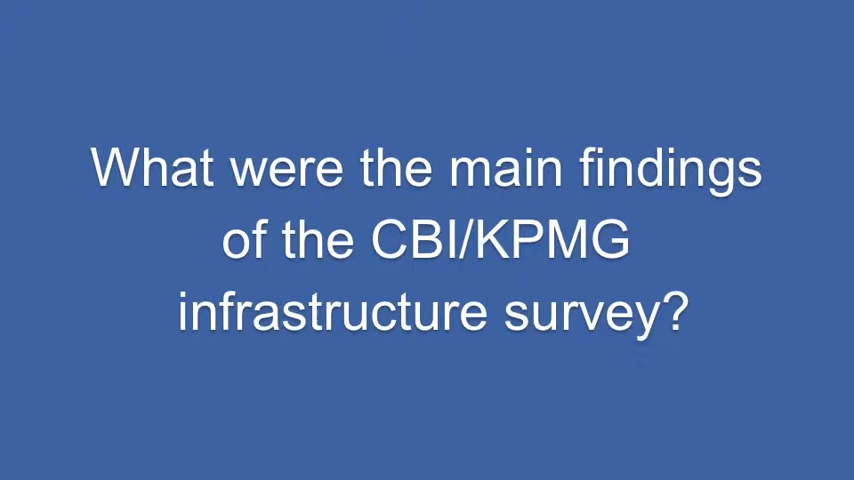 What were the main findings
of the CBI/KPMG
infrastructure survey?